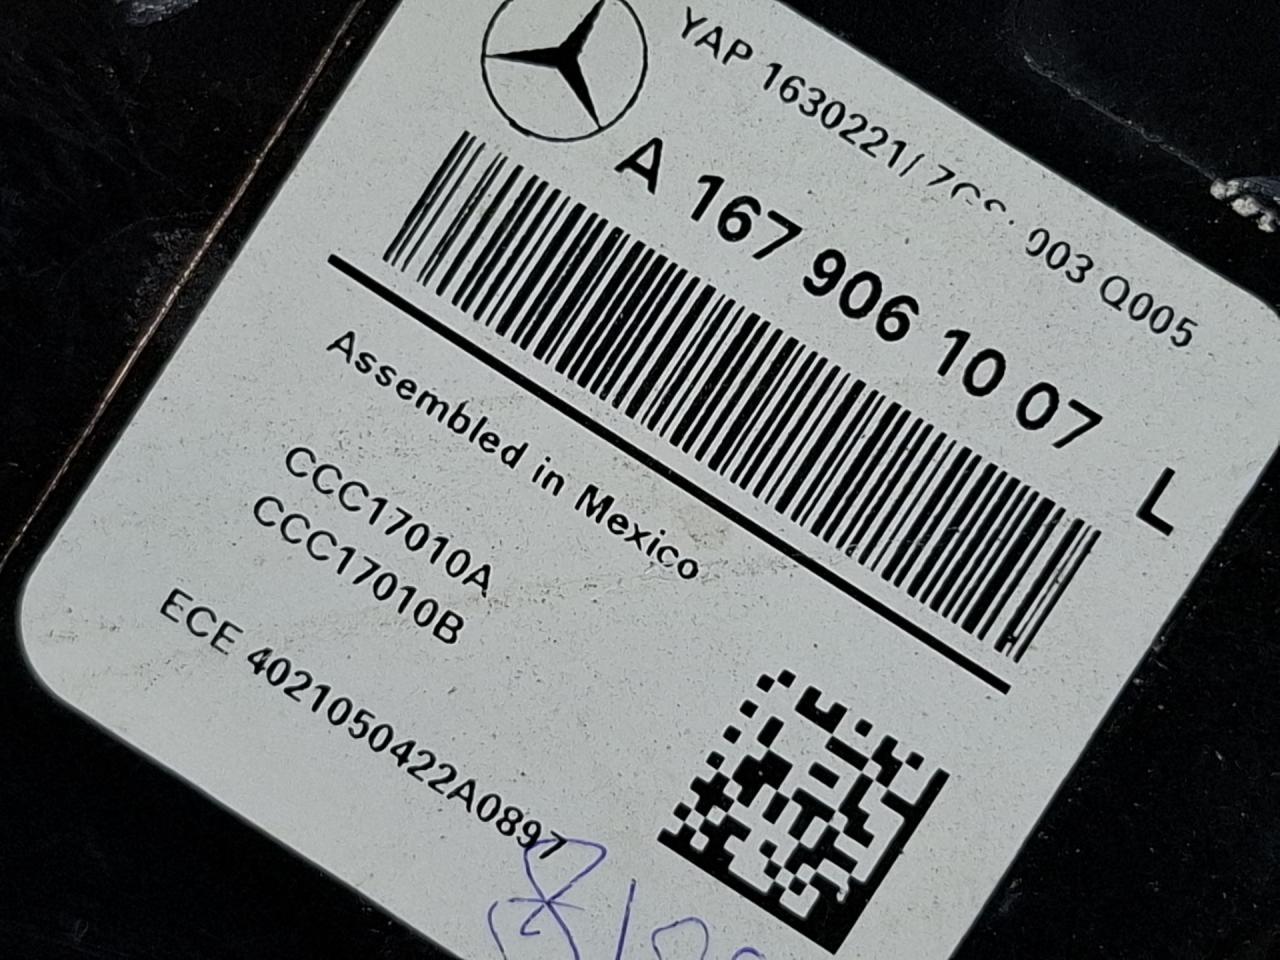 YAP 1630221/ 003 Q005
A 167 906 10 07
L
Assembled in Mexico
CCC17010A
CCC17010B
ECE 4021050422A0897